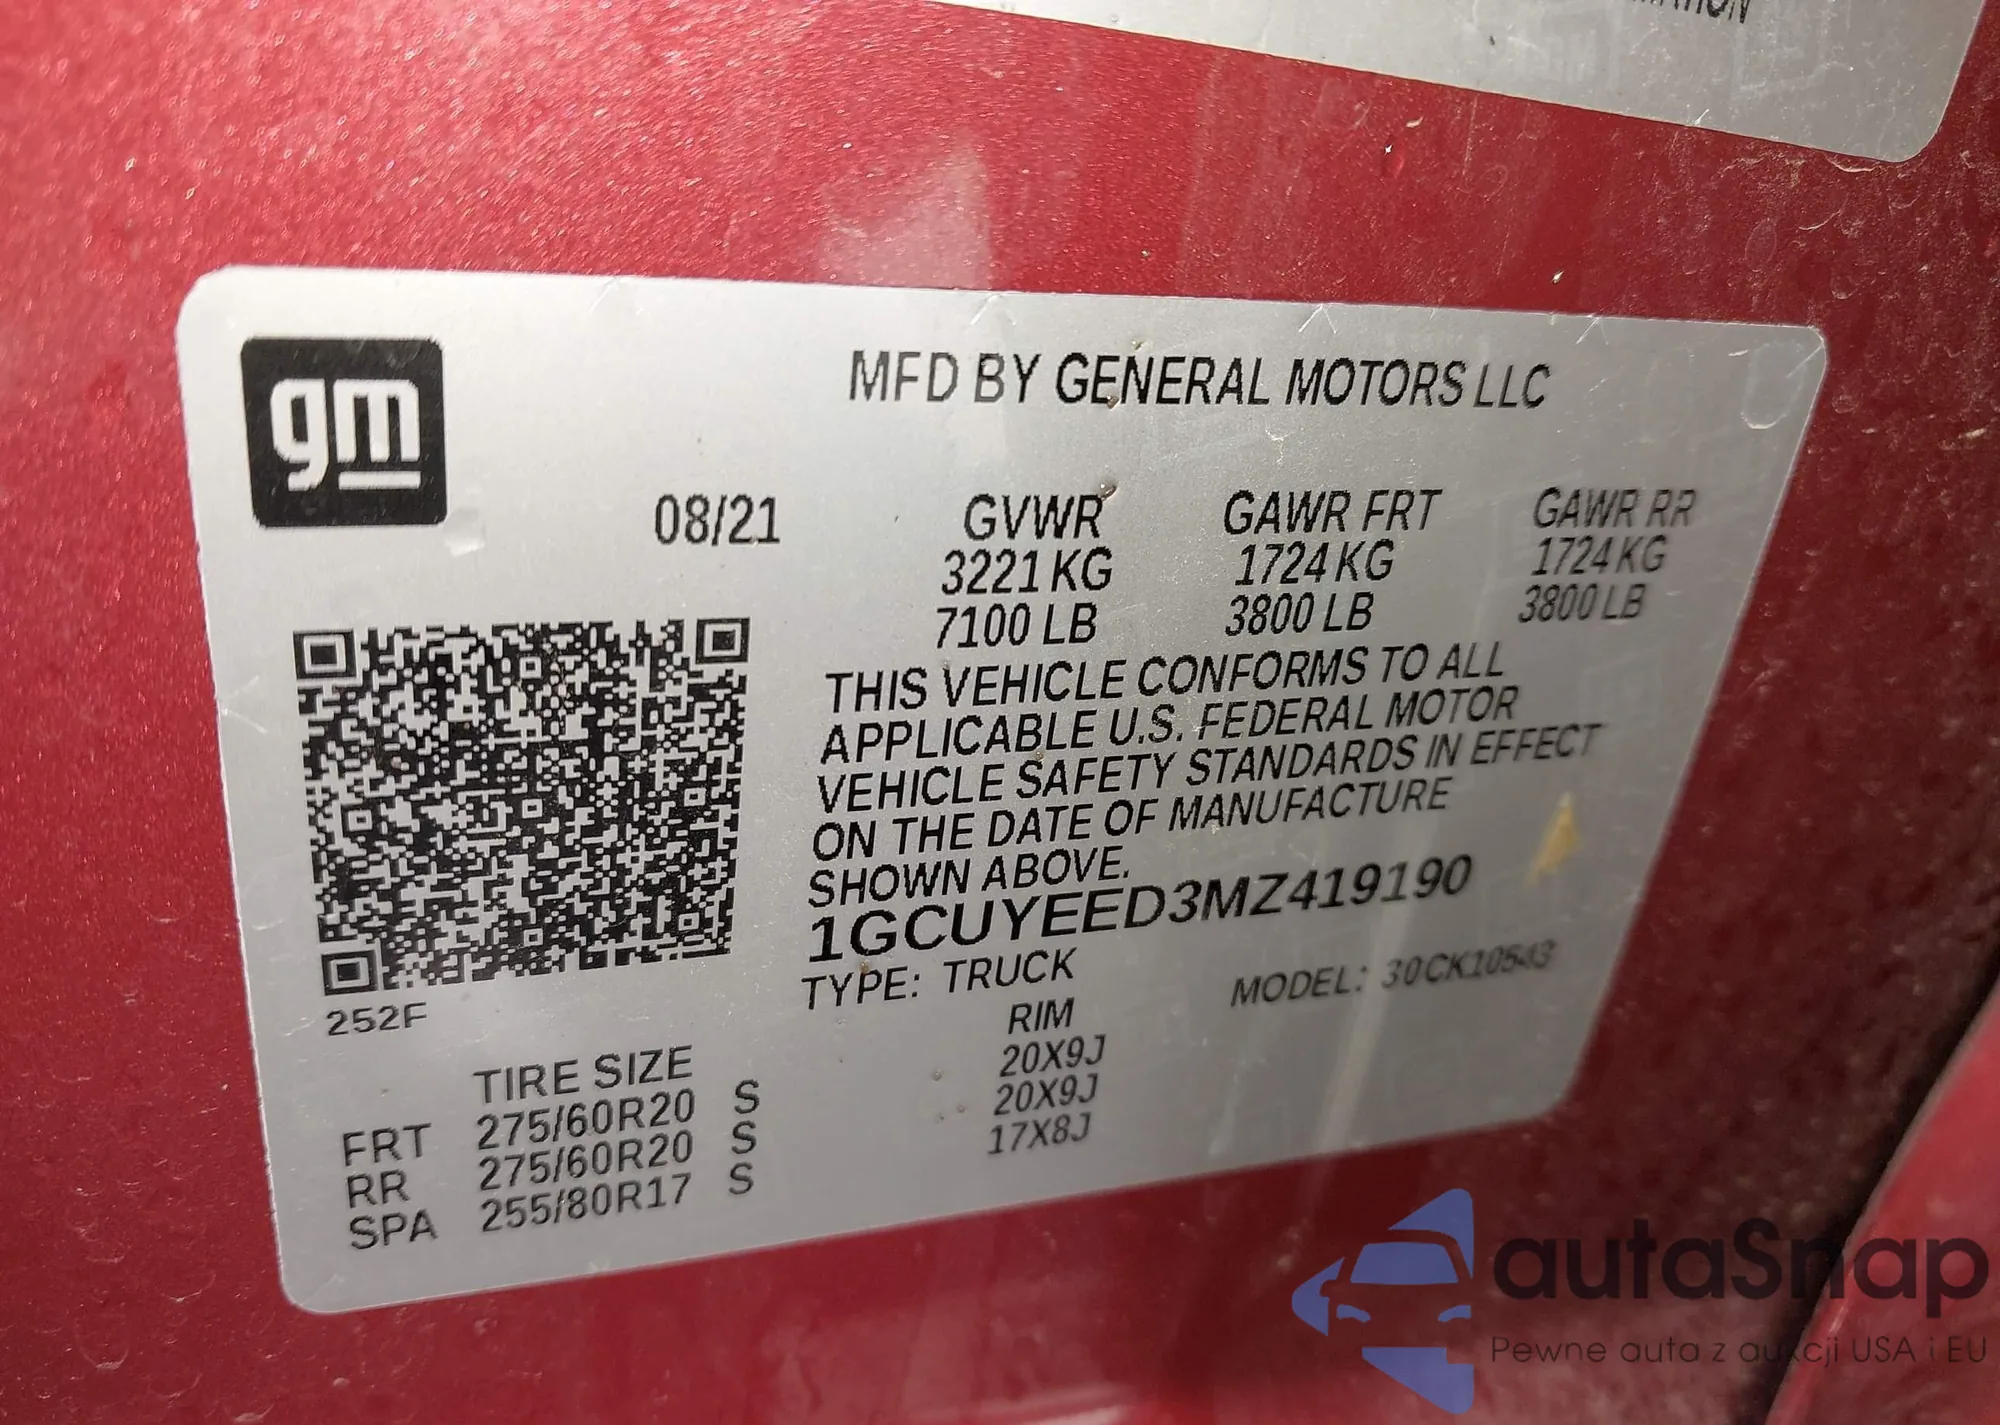 gm
MFD BY GENERAL MOTORS LLC
08/21
GVWR GAWR FRT GAWR RR
3221 KG 1724 KG 1724 KG
7100 LB 3800 LB 3800 LB
THIS VEHICLE CONFORMS TO ALL
APPLICABLE U.S. FEDERAL MOTOR
VEHICLE SAFETY STANDARDS IN EFFECT
ON THE DATE OF MANUFACTURE
SHOWN ABOVE.
1GCUYEED3MZ419190
TYPE: TRUCK MODEL: 30CK10543
252F
TIRE SIZE RIM
FRT 275/60R20 S 20X9J
RR 275/60R20 S 20X9J
SPA 255/80R17 S 17X8J
autaSnap
Pewne auta z aukcji USA i EU